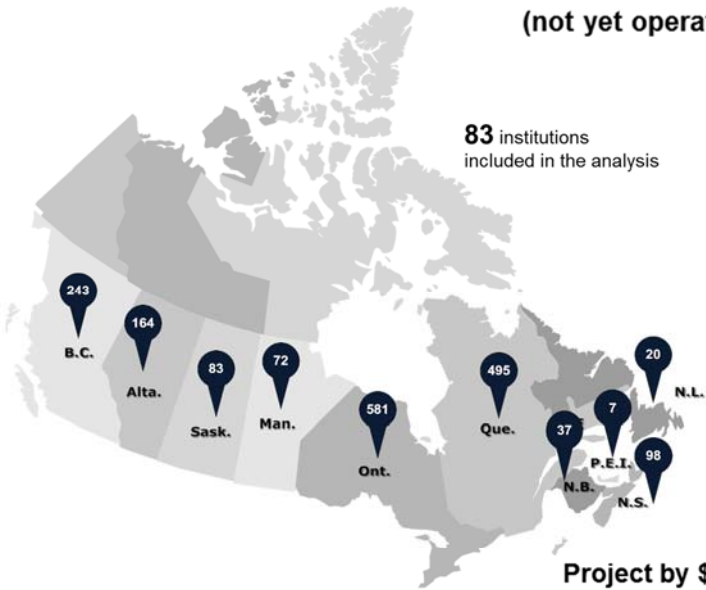 (not yet opera
83 institutions
included in the analysis
243
B.C.
164
Alta.
83
Sask.
72
Man.
581
Ont.
495
Que.
37
N.B.
7
P.E.I.
20
N.L.
98
N.S.
Project by $